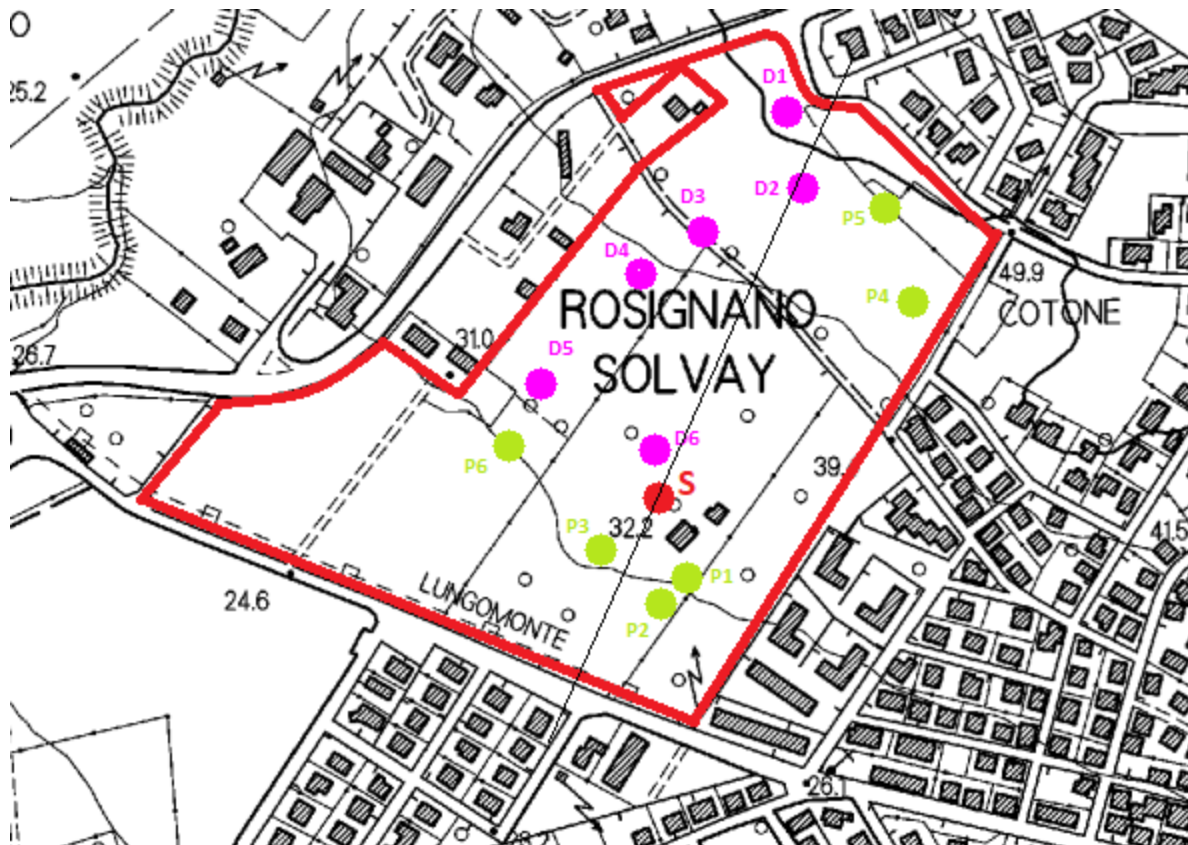 O
25.2
D1
D2
D3
P5
D4
49.9
P4
COTONE
ROSIGNANO
SOLVAY
31.0
26.7
D5
D6
P6
S
39.
32.2
P3
41.5
P1
P2
LUNGOMONTE
24.6
26.1